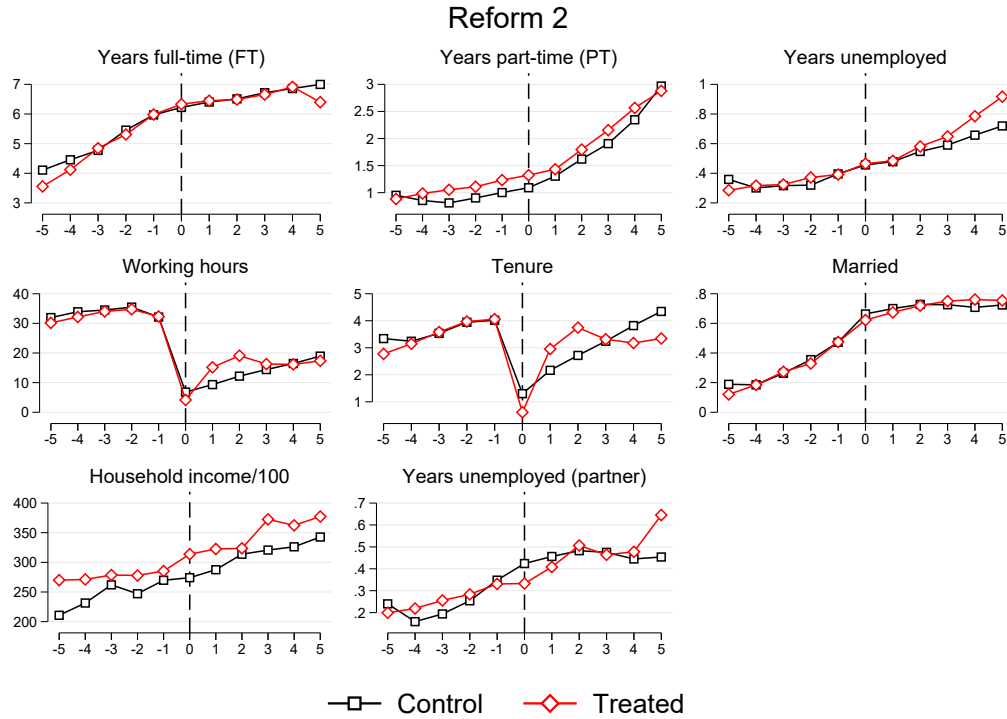 Reform 2
Years full-time (FT)
7
6
5
4
3
-5 -4 -3 -2 -1 0 1 2 3 4 5
Years part-time (PT)
3
2.5
2
1.5
1
-5 -4 -3 -2 -1 0 1 2 3 4 5
Years unemployed
1
.8
.6
.4
.2
-5 -4 -3 -2 -1 0 1 2 3 4 5
Working hours
40
30
20
10
0
-5 -4 -3 -2 -1 0 1 2 3 4 5
Tenure
5
4
3
2
1
-5 -4 -3 -2 -1 0 1 2 3 4 5
Married
.8
.6
.4
.2
0
-5 -4 -3 -2 -1 0 1 2 3 4 5
Household income/100
400
350
300
250
200
-5 -4 -3 -2 -1 0 1 2 3 4 5
Years unemployed (partner)
.7
.6
.5
.4
.3
.2
-5 -4 -3 -2 -1 0 1 2 3 4 5
Control Treated